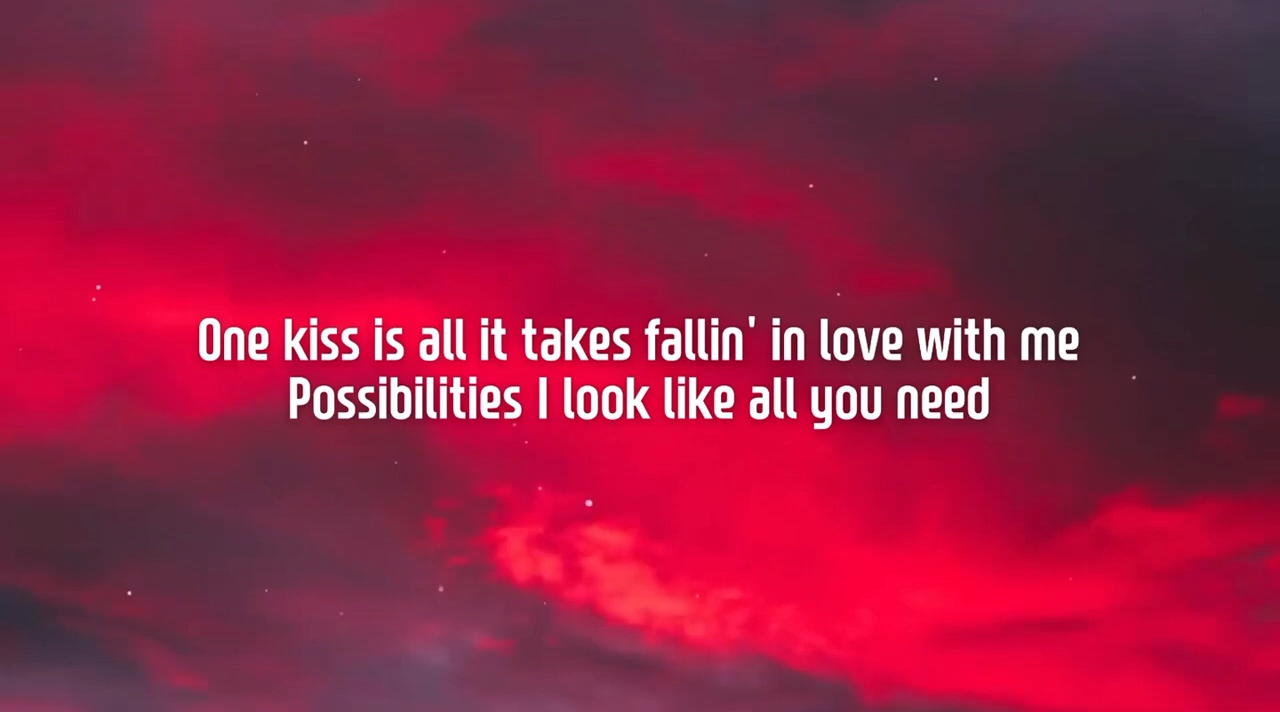 One kiss is all it takes fallin' in love with me
Possibilities I look like all you need